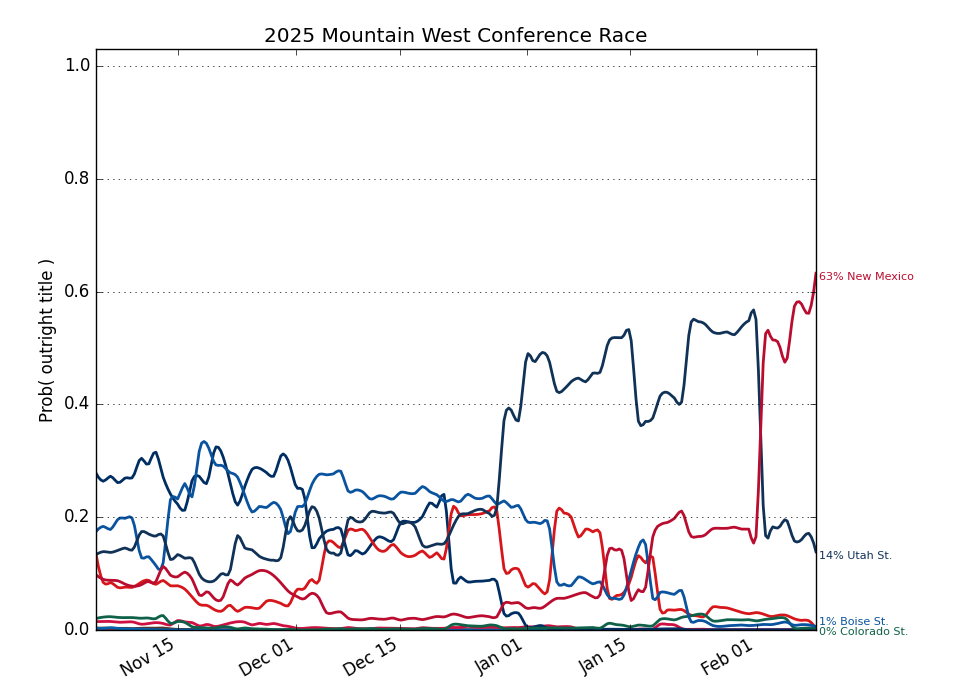 2025 Mountain West Conference Race
Prob( outright title )
1.0
0.8
0.6
0.4
0.2
0.0
63% New Mexico
14% Utah St.
1% Boise St.
0% Colorado St.
Nov 15
Dec 01
Dec 15
Jan 01
Jan 15
Feb 01